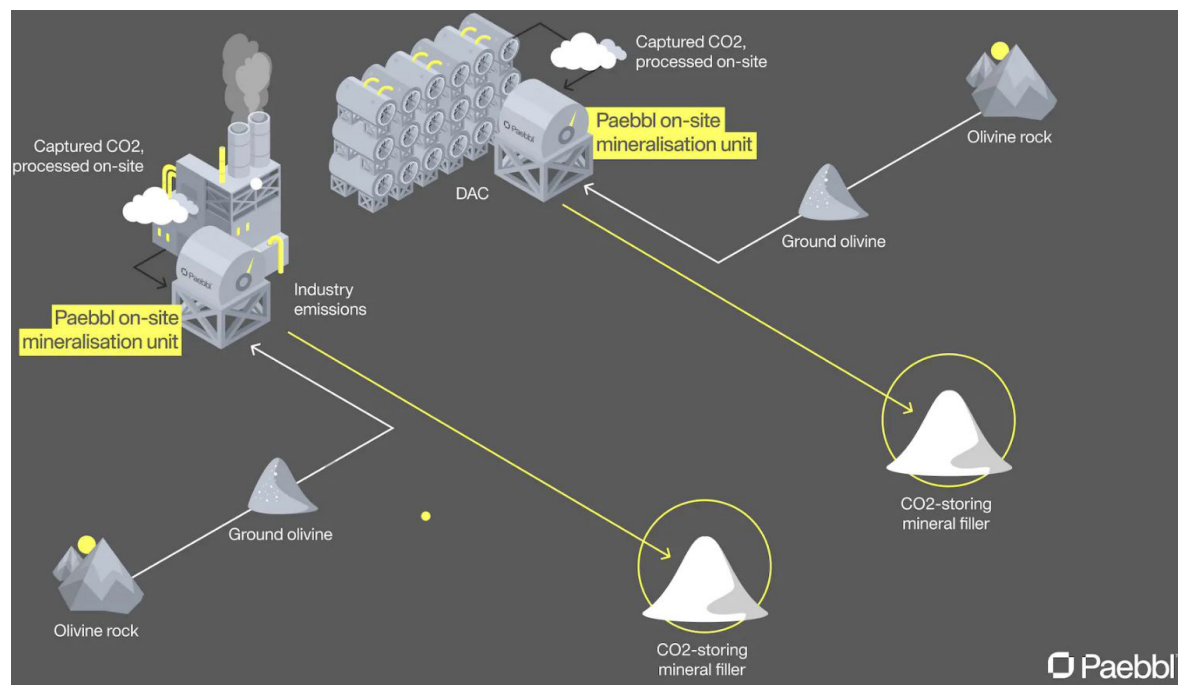 Captured CO2,
processed on-site
Paebbl
Paebbl on-site
mineralisation unit
DAC
Olivine rock
Ground olivine
Captured CO2,
processed on-site
Paebbl
Industry
emissions
Paebbl on-site
mineralisation unit
CO2-storing
mineral filler
Ground olivine
Olivine rock
CO2-storing
mineral filler
Paebbl